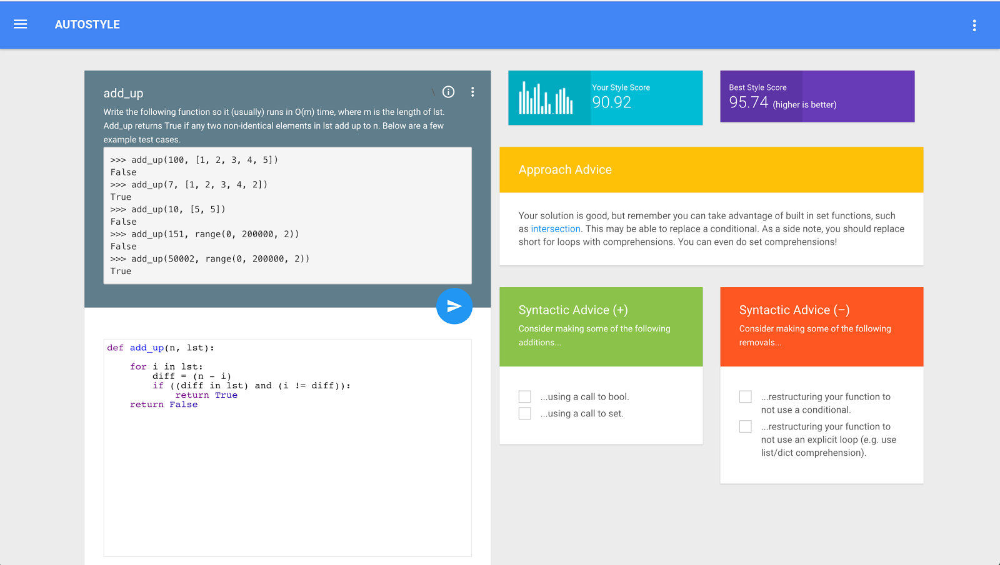 AUTOSTYLE
add_up
Write the following function so it (usually) runs in O(m) time, where m is the length of lst.
Add_up returns True if any two non-identical elements in lst add up to n. Below are a few
example test cases.
>>> add_up(100, [1, 2, 3, 4, 5])
False
>>> add_up(7, [1, 2, 3, 4, 2])
True
>>> add_up(10, [5, 5])
False
>>> add_up(151, range(0, 200000, 2))
False
>>> add_up(50002, range(0, 200000, 2))
True
def add_up(n, lst):
    for i in lst:
        diff = (n - i)
        if ((diff in lst) and (i != diff)):
            return True
    return False
Your Style Score
90.92
Best Style Score
95.74 (higher is better)
Approach Advice
Your solution is good, but remember you can take advantage of built in set functions, such
as intersection. This may be able to replace a conditional. As a side note, you should replace
short for loops with comprehensions. You can even do set comprehensions!
Syntactic Advice (+)
Consider making some of the following
additions...
...using a call to bool.
...using a call to set.
Syntactic Advice (−)
Consider making some of the following
removals...
...restructuring your function to
not use a conditional.
...restructuring your function to
not use an explicit loop (e.g. use
list/dict comprehension).